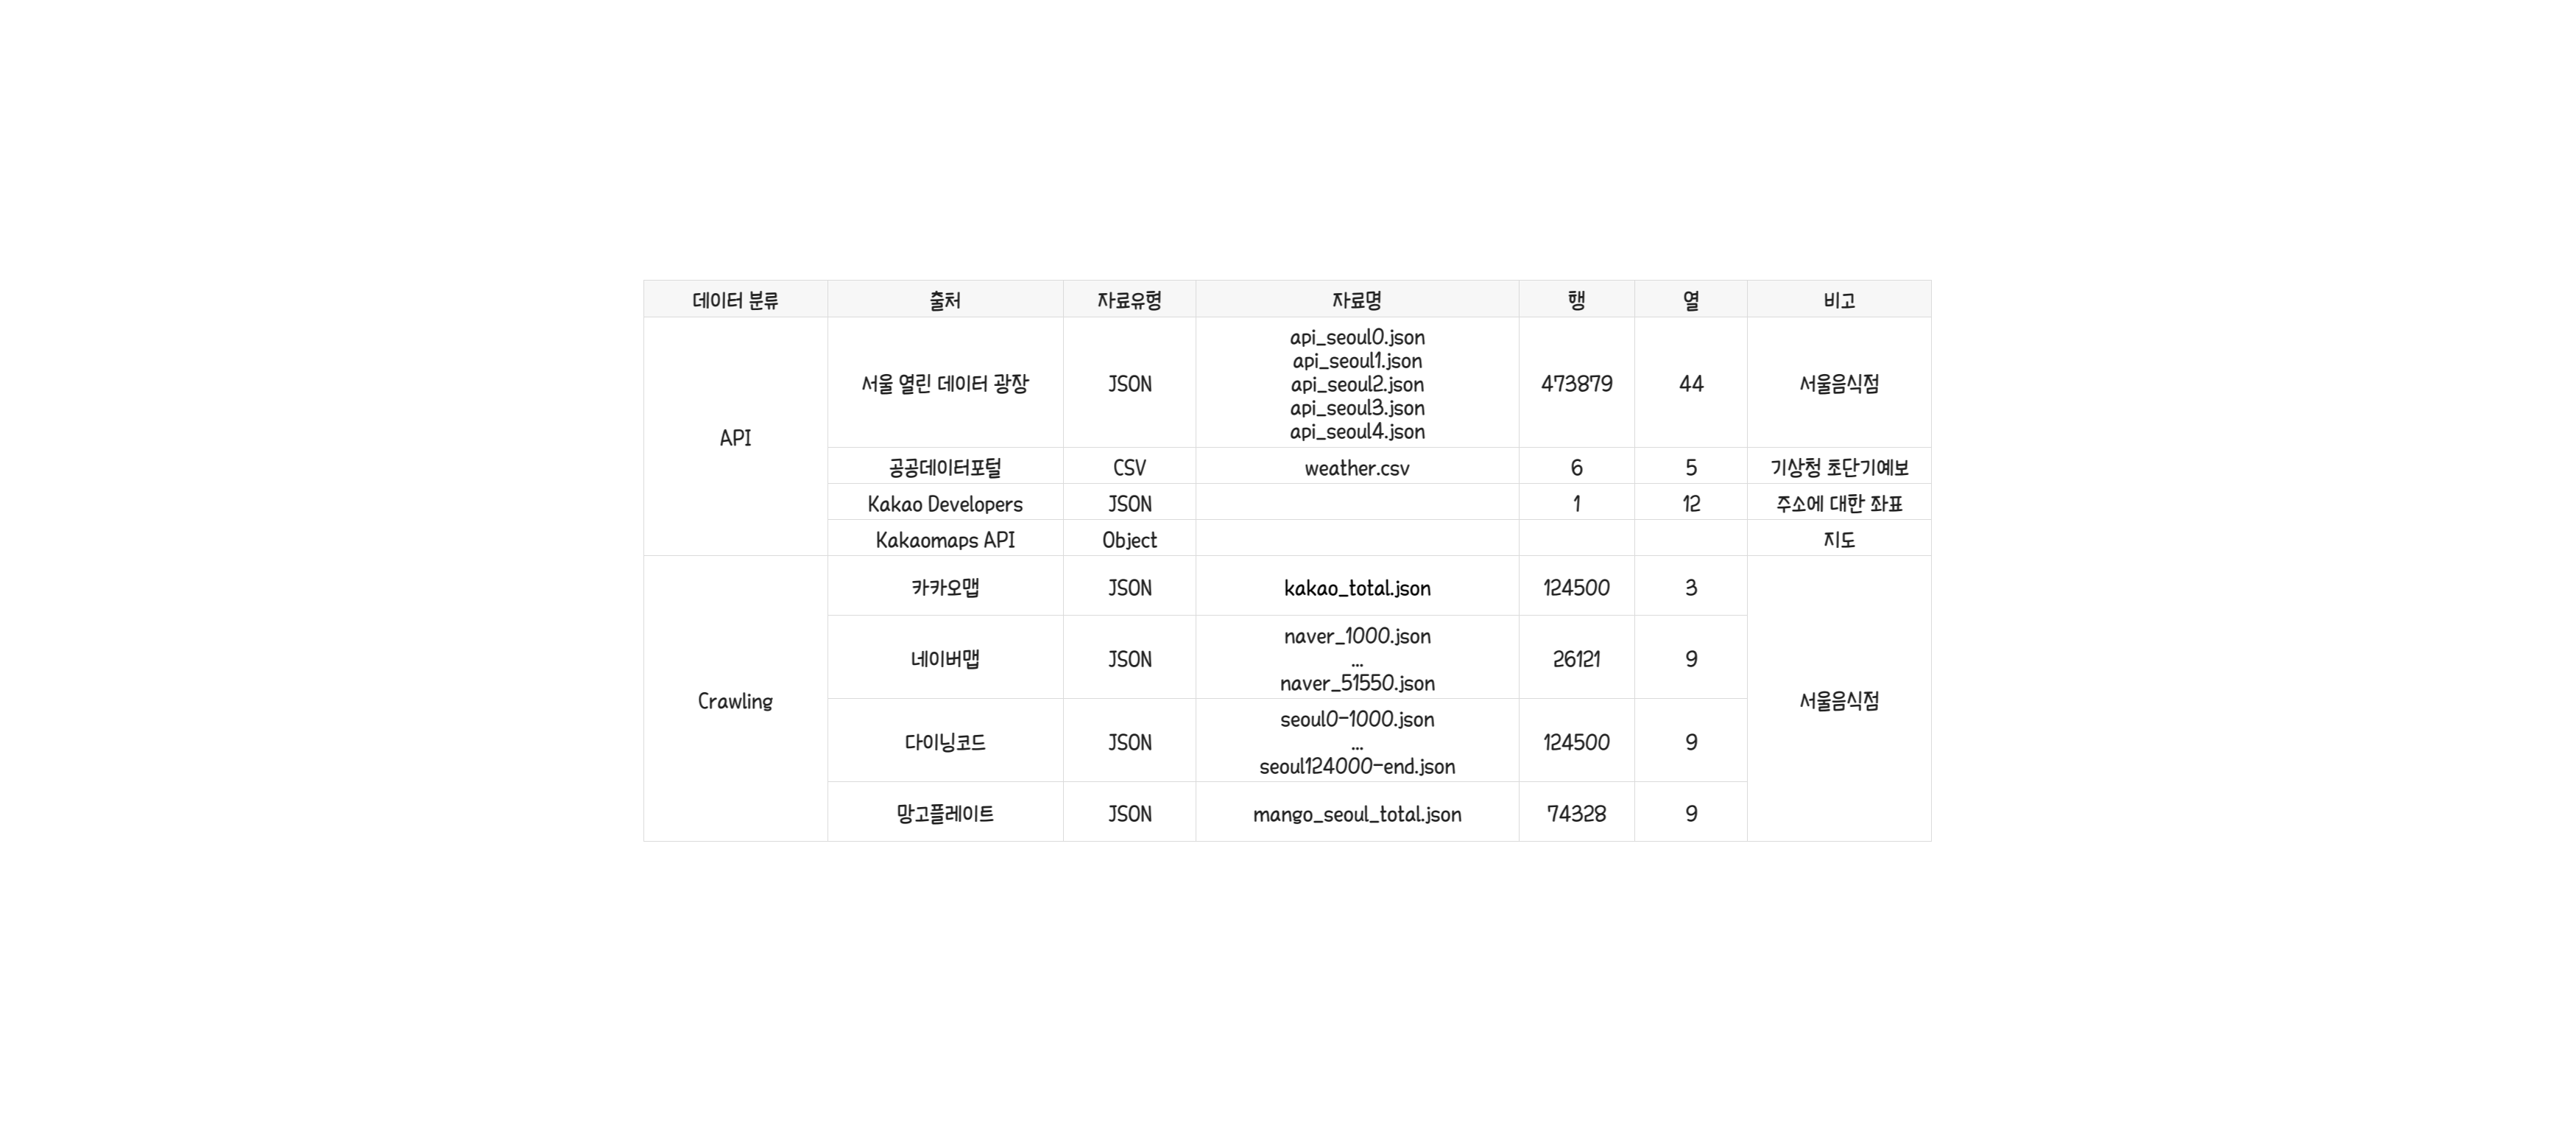 데이터 분류 출처 자료유형 자료명 행 열 비고
API
서울 열린 데이터 광장 JSON
api_seoul0.json
api_seoul1.json
api_seoul2.json
api_seoul3.json
api_seoul4.json
473879 44 서울음식점
공공데이터포털 CSV weather.csv 6 5 기상청 초단기예보
Kakao Developers JSON 1 12 주소에 대한 좌표
Kakaomaps API Object 지도
Crawling
카카오맵 JSON kakao_total.json 124500 3
서울음식점
네이버맵 JSON
naver_1000.json
...
naver_51550.json
26121 9
다이닝코드 JSON
seoul0-1000.json
...
seoul124000-end.json
124500 9
망고플레이트 JSON mango_seoul_total.json 74328 9